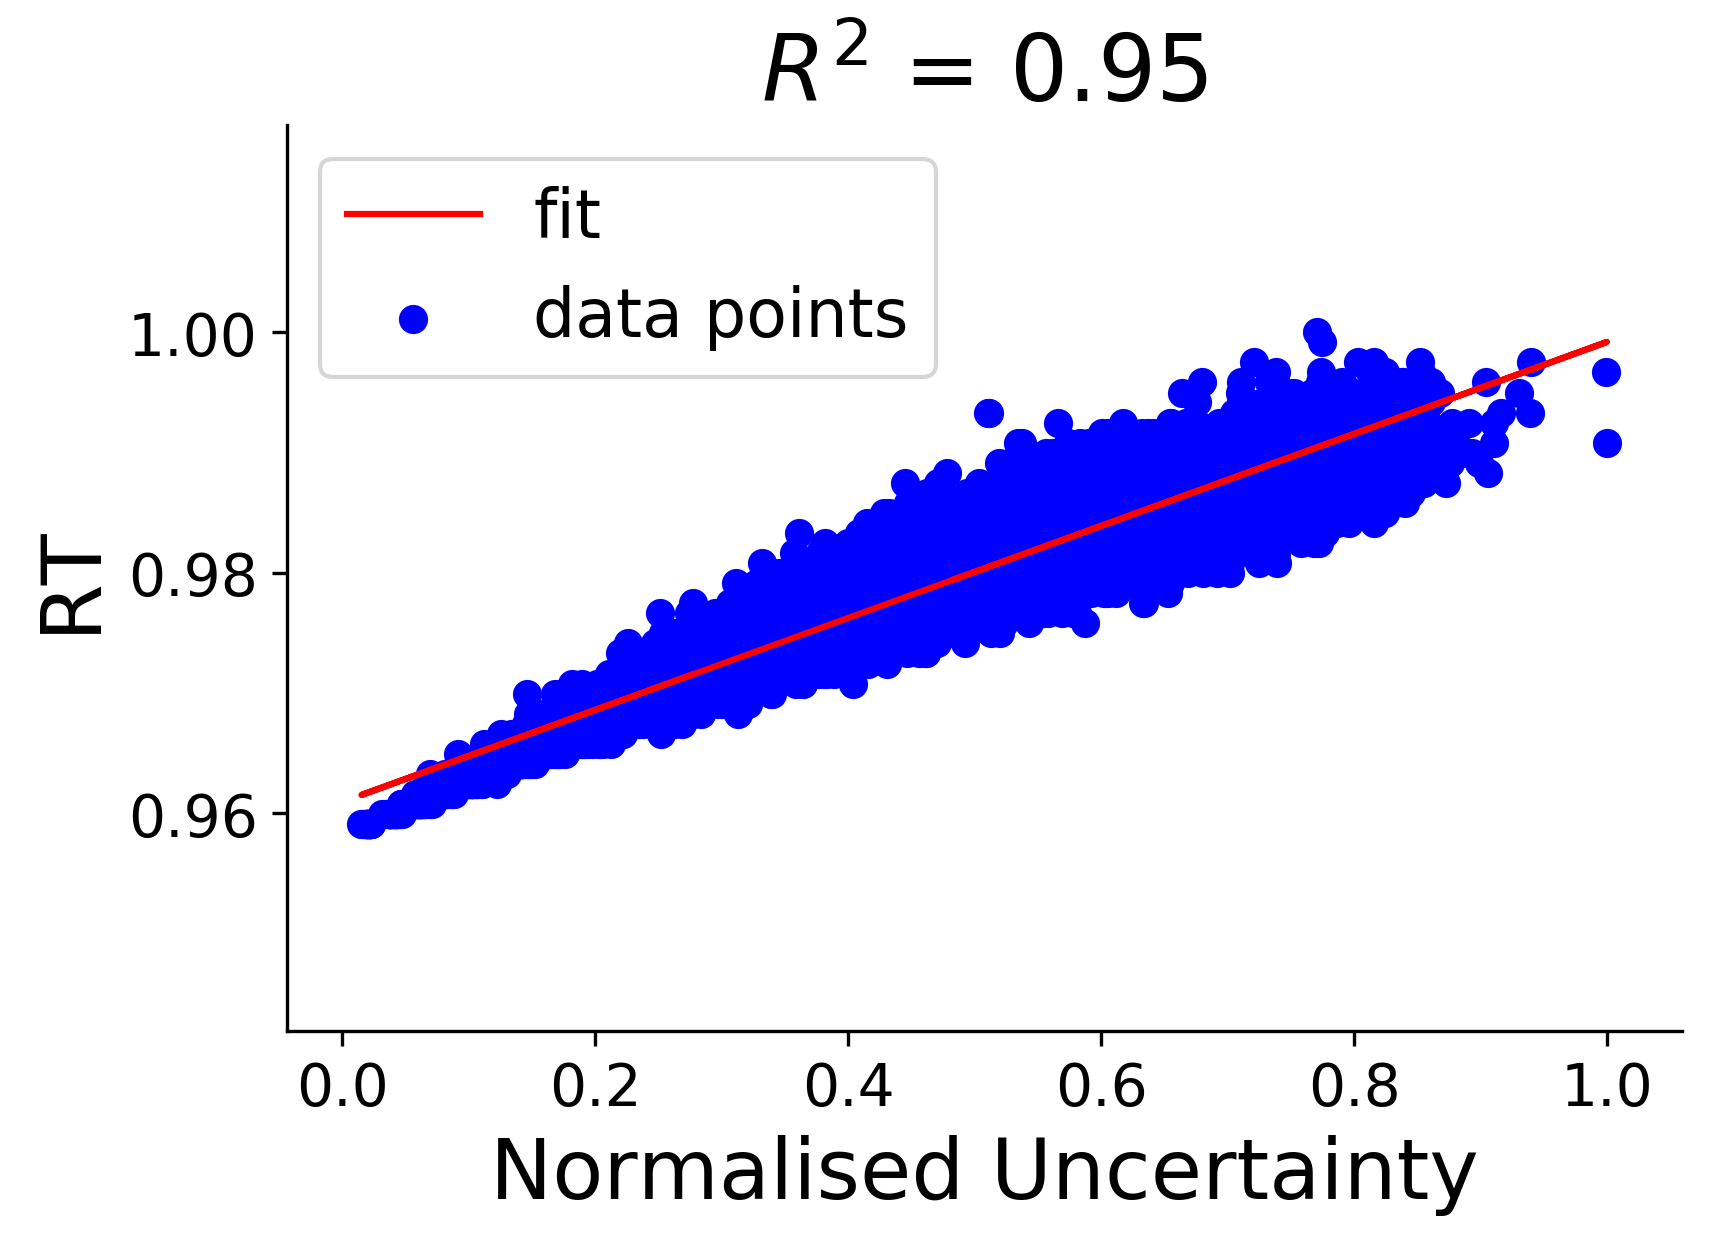 R² = 0.95
fit
data points
1.00
0.98
0.96
RT
0.0 0.2 0.4 0.6 0.8 1.0
Normalised Uncertainty